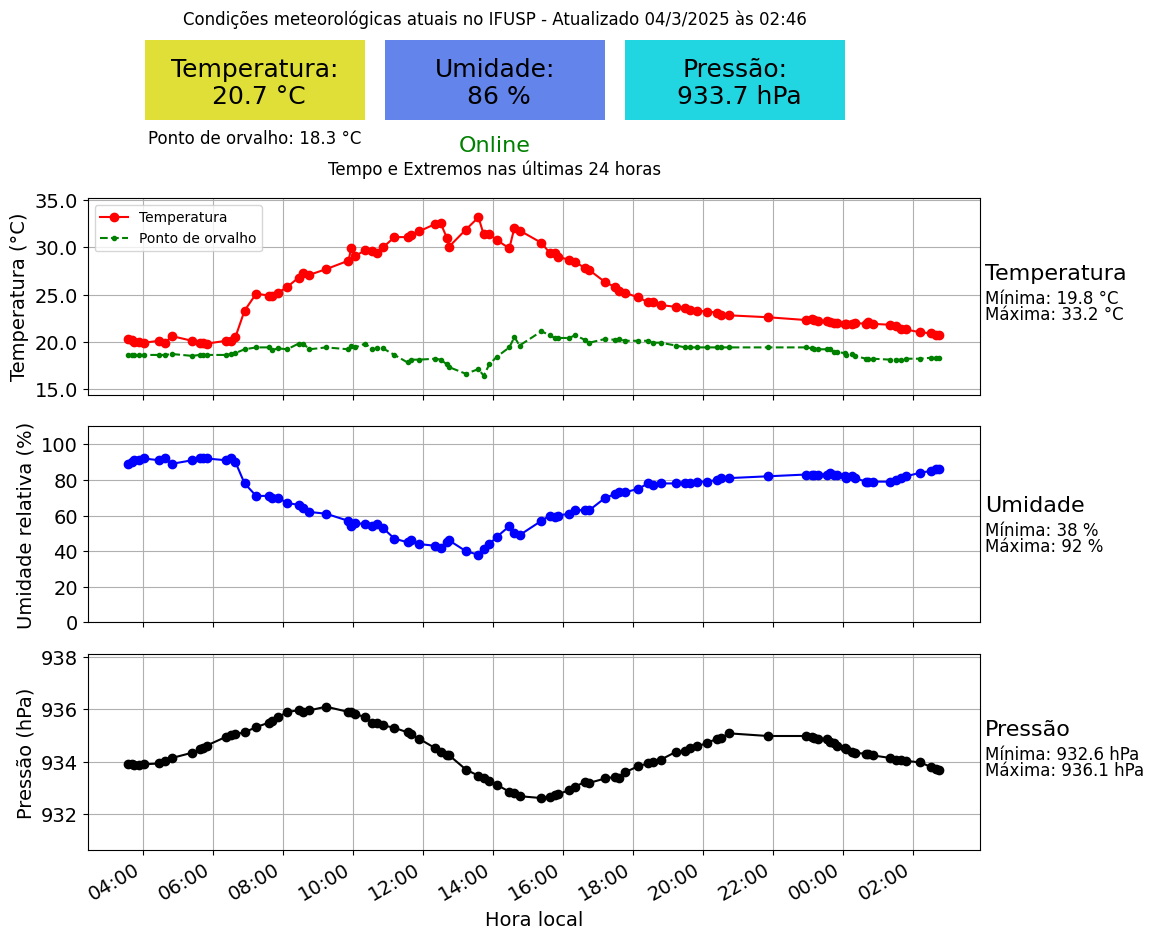 Condições meteorológicas atuais no IFUSP - Atualizado 04/3/2025 às 02:46
Temperatura:
20.7 °C
Umidade:
86 %
Pressão:
933.7 hPa
Ponto de orvalho: 18.3 °C
Online
Tempo e Extremos nas últimas 24 horas
Temperatura (°C)
35.0
30.0
25.0
20.0
15.0
Temperatura
Ponto de orvalho
Temperatura
Mínima: 19.8 °C
Máxima: 33.2 °C
Umidade relativa (%)
100
80
60
40
20
0
Umidade
Mínima: 38 %
Máxima: 92 %
Pressão (hPa)
938
936
934
932
Pressão
Mínima: 932.6 hPa
Máxima: 936.1 hPa
04:00 06:00 08:00 10:00 12:00 14:00 16:00 18:00 20:00 22:00 00:00 02:00
Hora local